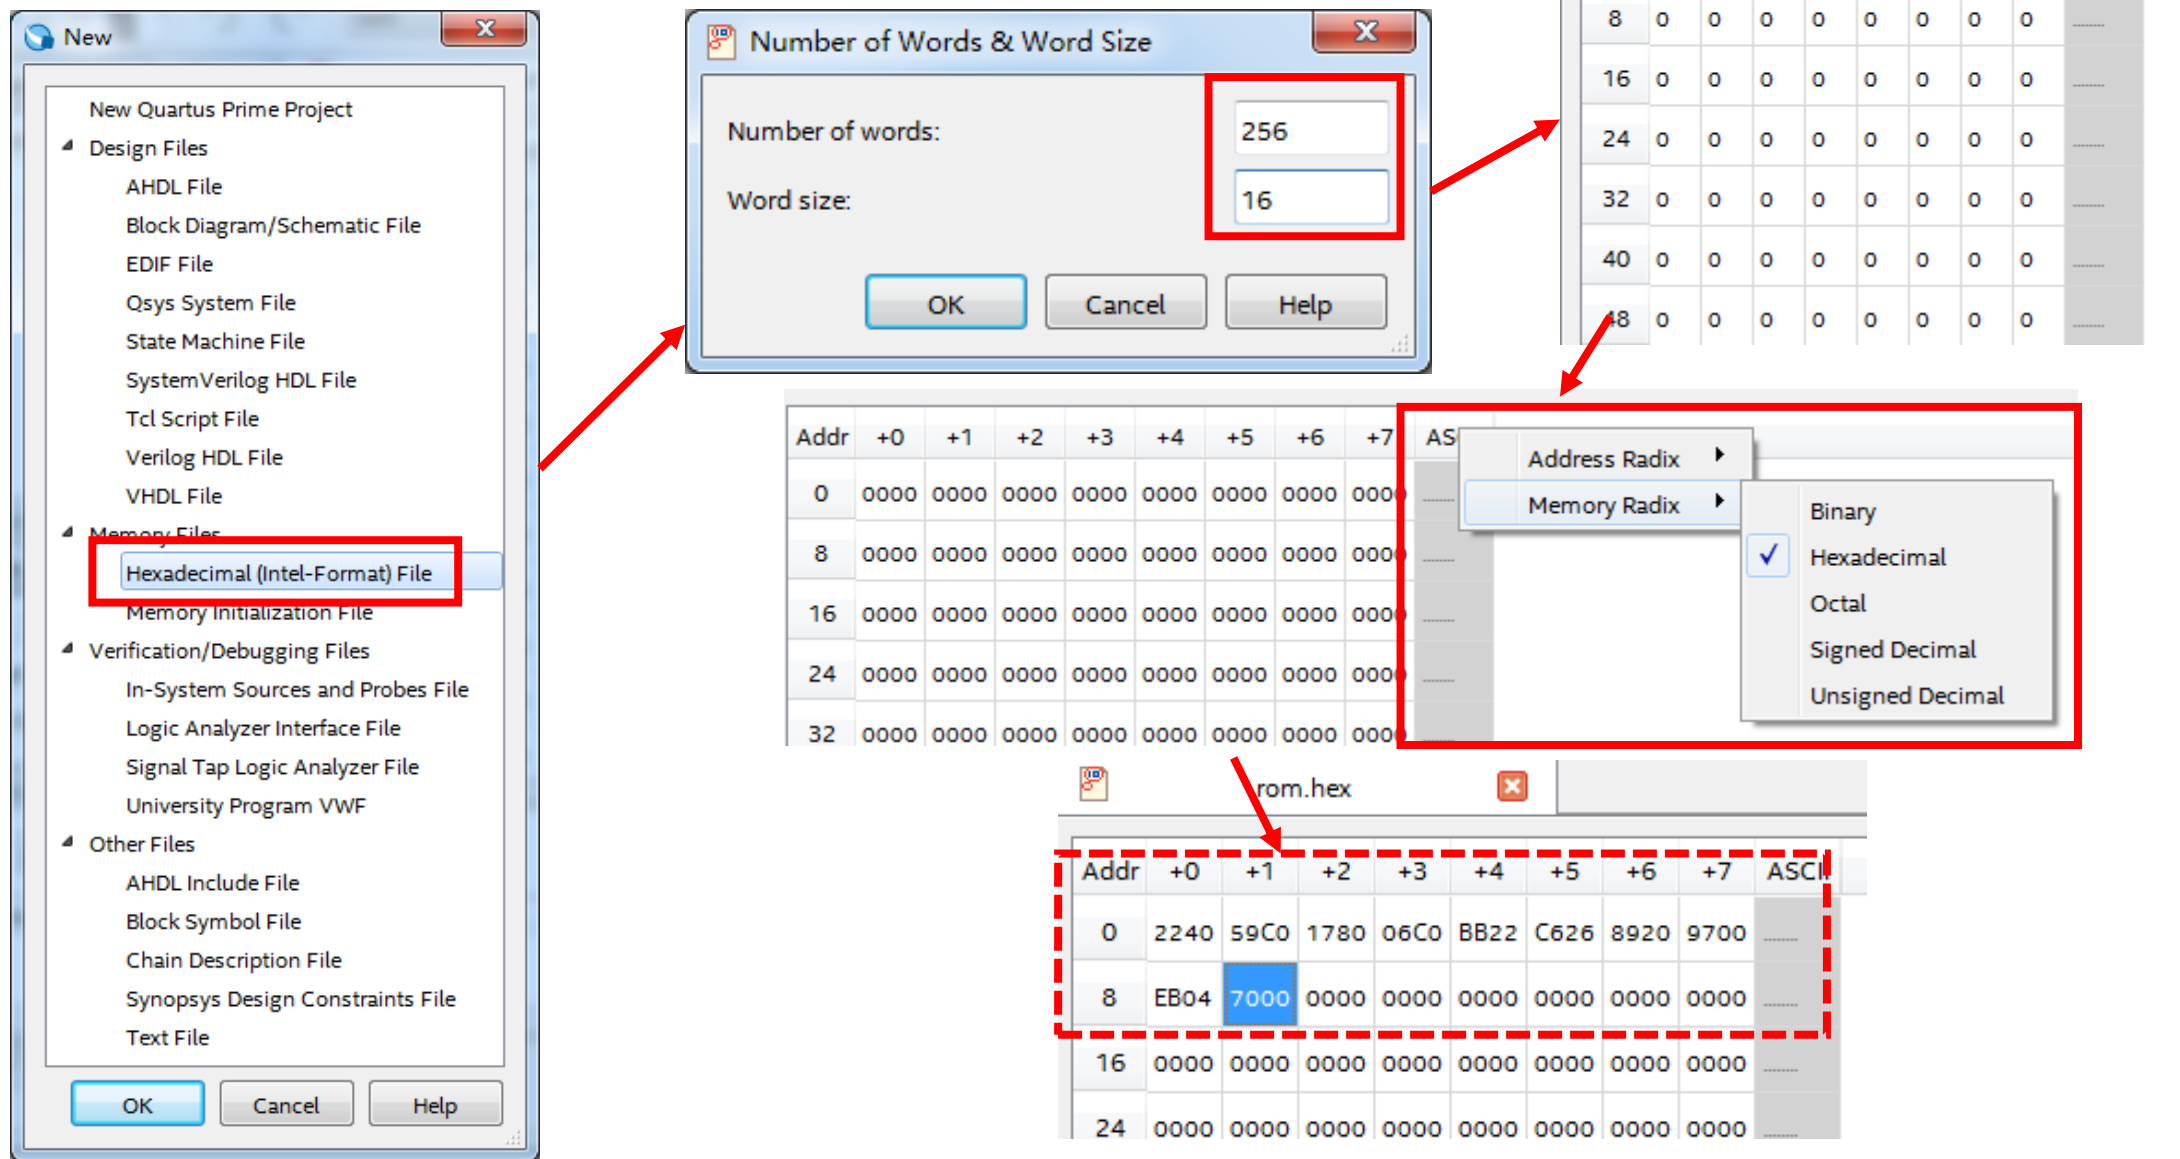 New
New Quartus Prime Project
Design Files
AHDL File
Block Diagram/Schematic File
EDIF File
Qsys System File
State Machine File
SystemVerilog HDL File
Tcl Script File
Verilog HDL File
VHDL File
Memory Files
Hexadecimal (Intel-Format) File
Memory Initialization File
Verification/Debugging Files
In-System Sources and Probes File
Logic Analyzer Interface File
Signal Tap Logic Analyzer File
University Program VWF
Other Files
AHDL Include File
Block Symbol File
Chain Description File
Synopsys Design Constraints File
Text File
OK Cancel Help
Number of Words & Word Size
Number of words: 256
Word size: 16
OK Cancel Help
8 0 0 0 0 0 0 0 0 ........
16 0 0 0 0 0 0 0 0 ........
24 0 0 0 0 0 0 0 0 ........
32 0 0 0 0 0 0 0 0 ........
40 0 0 0 0 0 0 0 0 ........
48 0 0 0 0 0 0 0 0 ........
Addr +0 +1 +2 +3 +4 +5 +6 +7 AS
0 0000 0000 0000 0000 0000 0000 0000 0000 ........
8 0000 0000 0000 0000 0000 0000 0000 0000 ........
16 0000 0000 0000 0000 0000 0000 0000 0000 ........
24 0000 0000 0000 0000 0000 0000 0000 0000 ........
32 0000 0000 0000 0000 0000 0000 0000 0000 ........
Address Radix
Memory Radix
Binary
Hexadecimal
Octal
Signed Decimal
Unsigned Decimal
rom.hex
Addr +0 +1 +2 +3 +4 +5 +6 +7 ASCII
0 2240 59C0 1780 06C0 BB22 C626 8920 9700 ........
8 EB04 7000 0000 0000 0000 0000 0000 0000 ........
16 0000 0000 0000 0000 0000 0000 0000 0000 ........
24 0000 0000 0000 0000 0000 0000 0000 0000 ........